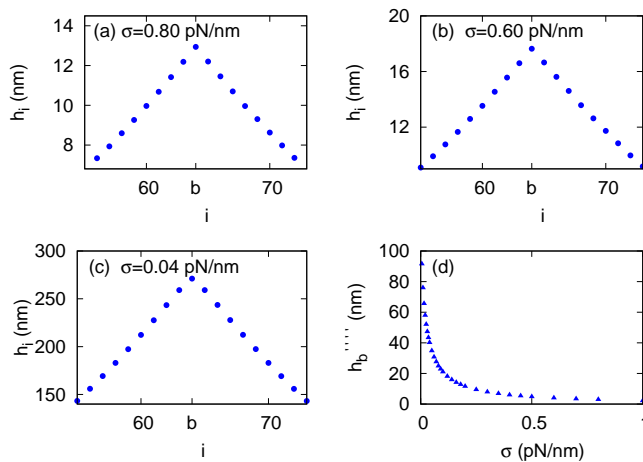 (a) σ=0.80 pN/nm
14
12
10
8
h_i (nm)
60
b
70
i
(b) σ=0.60 pN/nm
20
16
12
h_i (nm)
60
b
70
i
(c) σ=0.04 pN/nm
300
250
200
150
h_i (nm)
60
b
70
i
(d)
100
80
60
40
20
0
h_b'''' (nm)
0
0.5
1
σ (pN/nm)